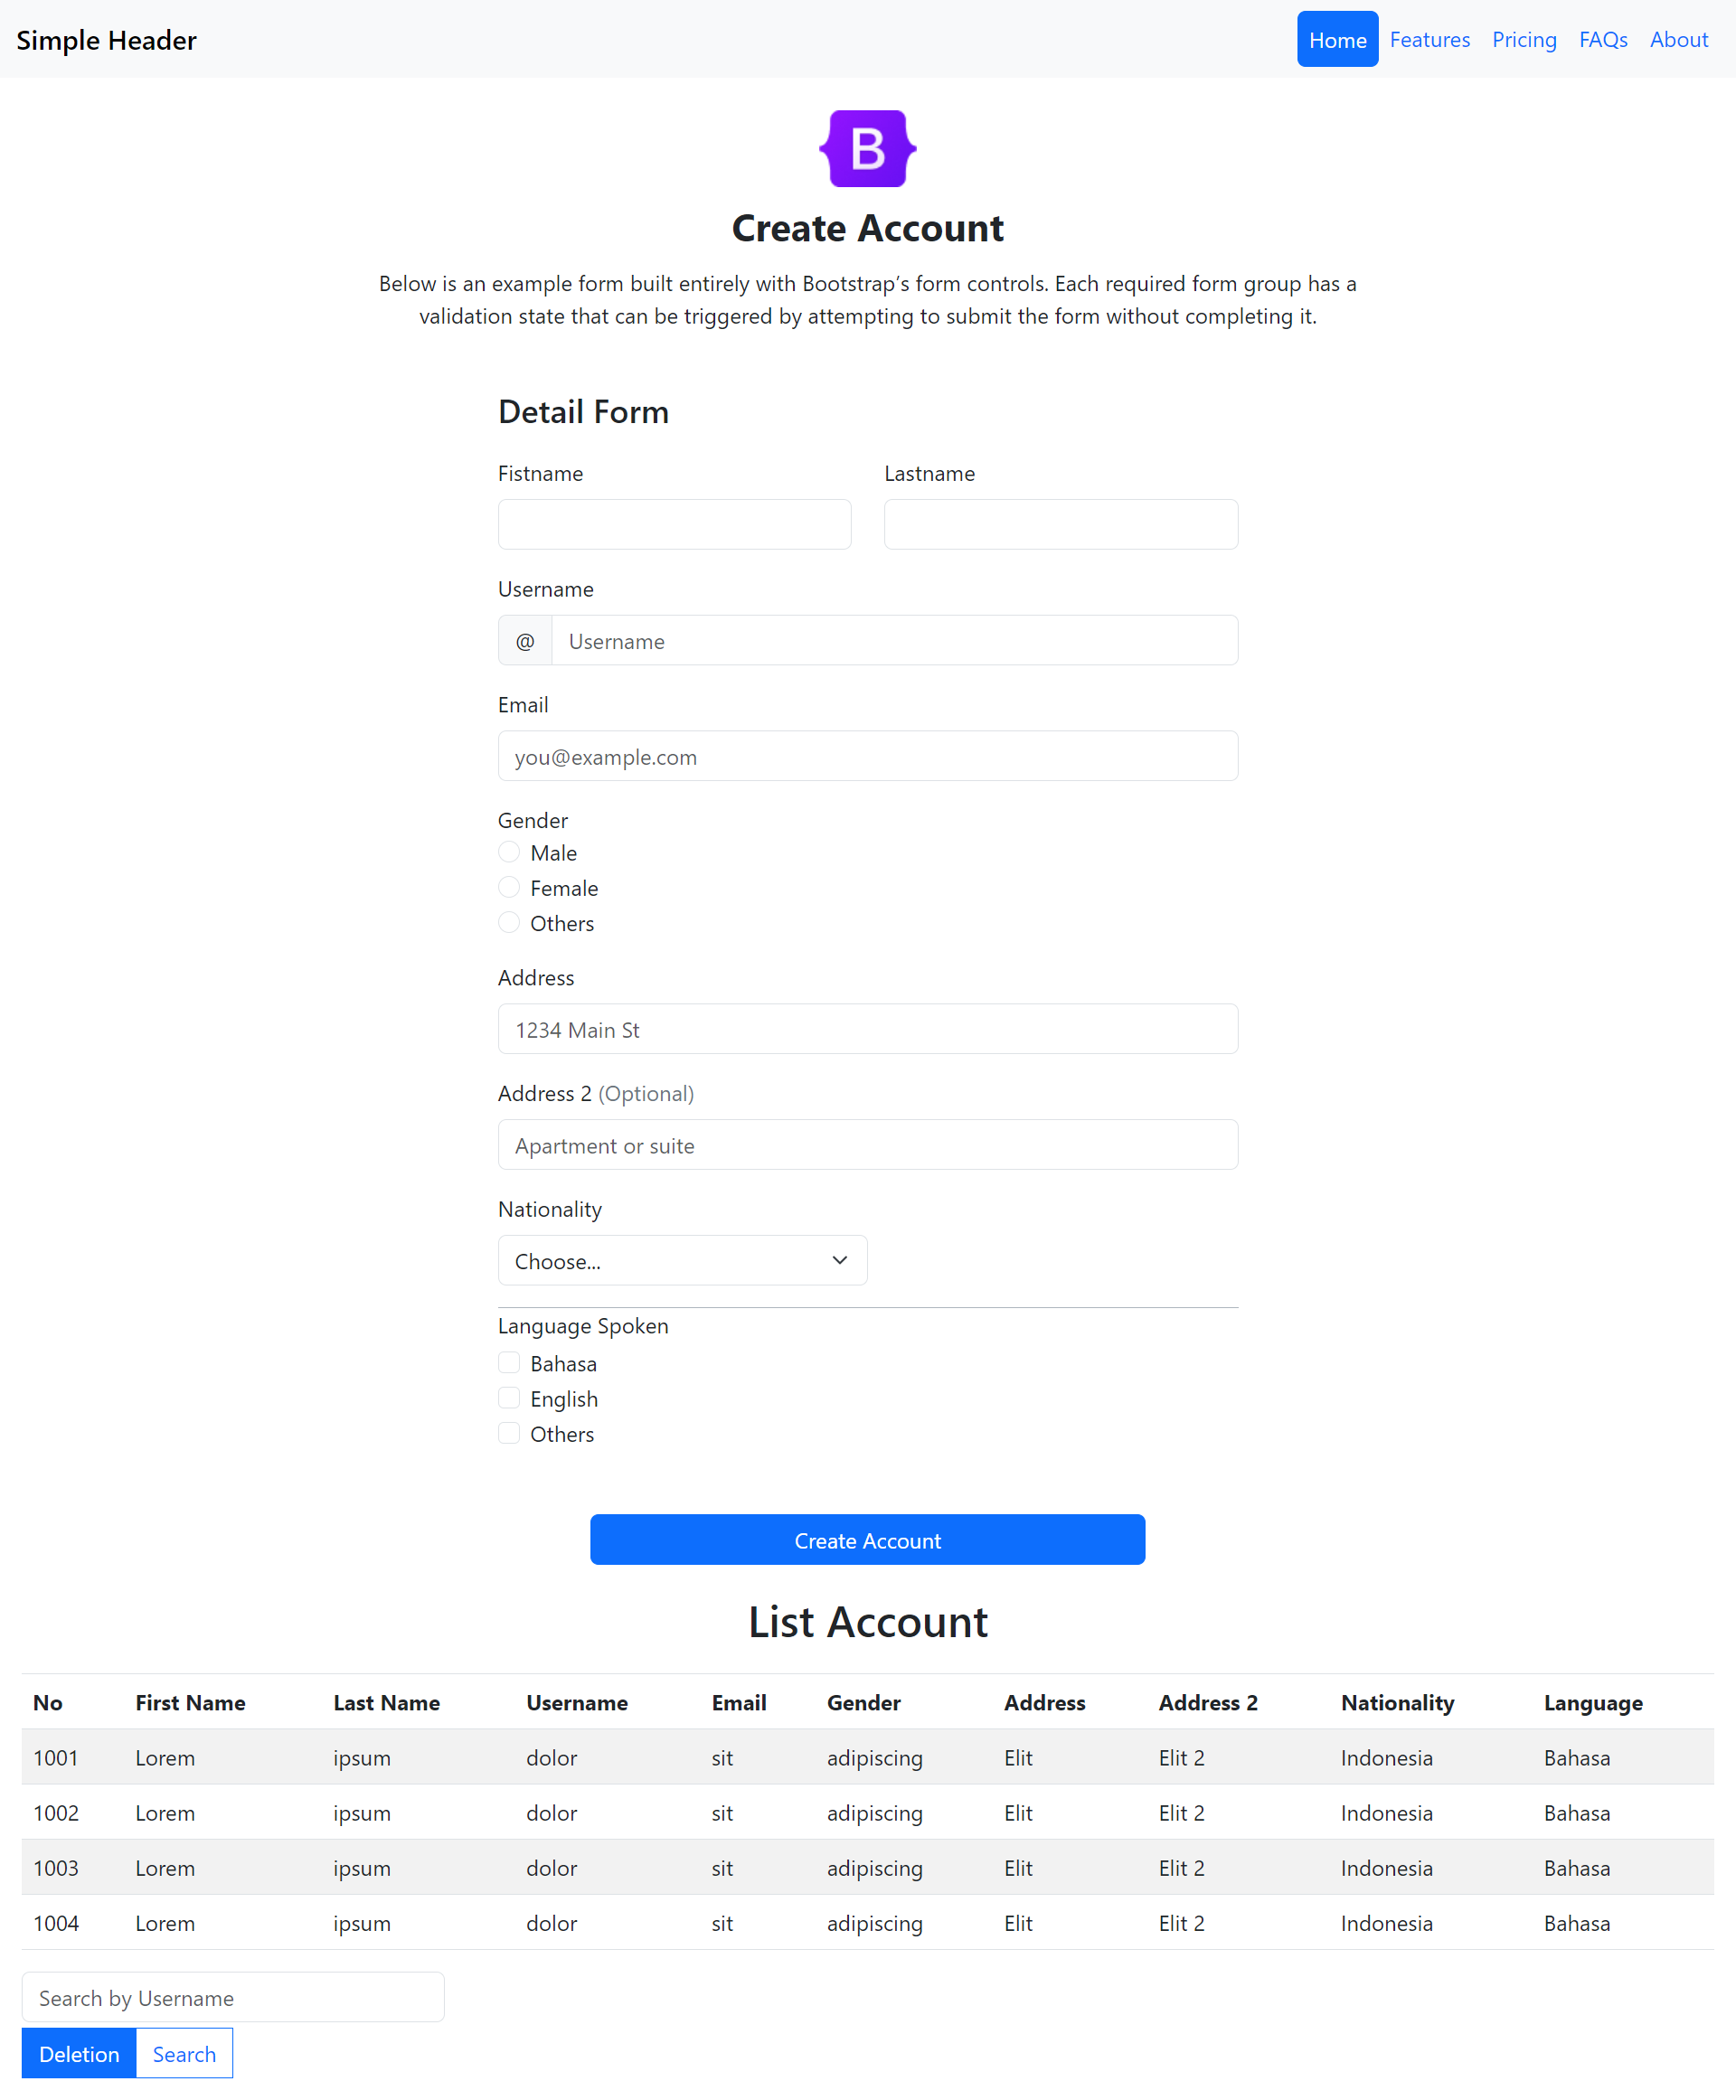 Simple Header
Home Features Pricing FAQs About
B
Create Account
Below is an example form built entirely with Bootstrap’s form controls. Each required form group has a
validation state that can be triggered by attempting to submit the form without completing it.
Detail Form
Fistname Lastname
Username
@ Username
Email
you@example.com
Gender
Male
Female
Others
Address
1234 Main St
Address 2 (Optional)
Apartment or suite
Nationality
Choose...
Language Spoken
Bahasa
English
Others
Create Account
List Account
No First Name Last Name Username Email Gender Address Address 2 Nationality Language
1001 Lorem ipsum dolor sit adipiscing Elit Elit 2 Indonesia Bahasa
1002 Lorem ipsum dolor sit adipiscing Elit Elit 2 Indonesia Bahasa
1003 Lorem ipsum dolor sit adipiscing Elit Elit 2 Indonesia Bahasa
1004 Lorem ipsum dolor sit adipiscing Elit Elit 2 Indonesia Bahasa
Search by Username
Deletion Search